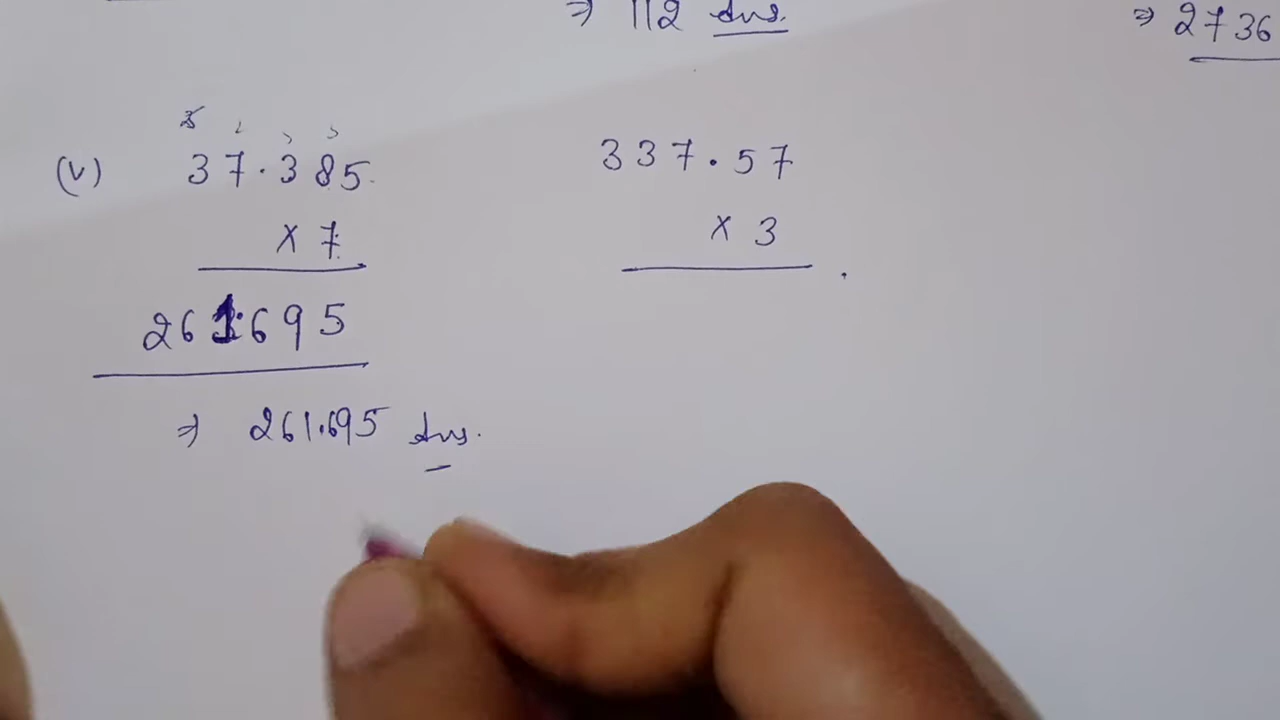 ⇒ 112 Ans.
⇒ 2736
(v) 37.385
× 7
261.695
⇒ 261.695 Ans.
337.57
× 3